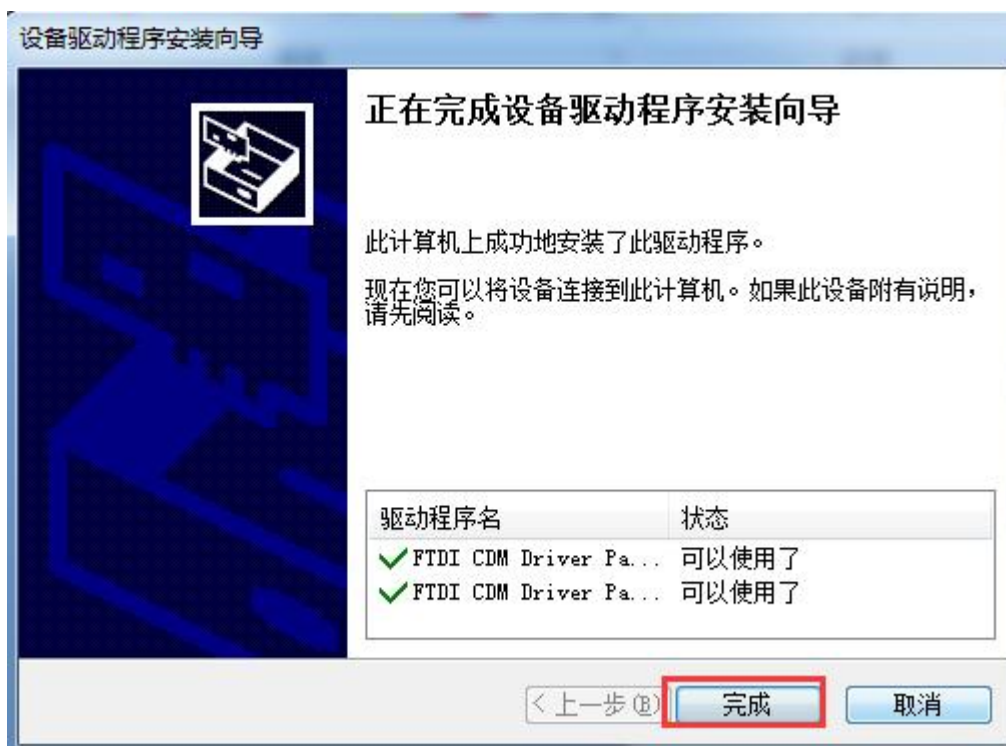 设备驱动程序安装向导
正在完成设备驱动程序安装向导
此计算机上成功地安装了此驱动程序。
现在您可以将设备连接到此计算机。如果此设备附有说明，
请先阅读。
驱动程序名 状态
FTDI CDM Driver Pa... 可以使用了
FTDI CDM Driver Pa... 可以使用了
< 上一步(B) 完成 取消